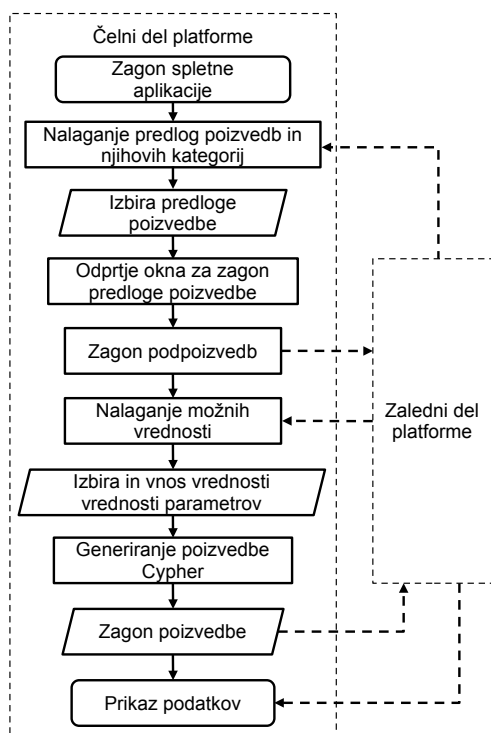 Čelni del platforme
Zagon spletne
aplikacije
Nalaganje predlog poizvedb in
njihovih kategorij
Izbira predloge
poizvedbe
Odprtje okna za zagon
predloge poizvedbe
Zagon podpoizvedb
Nalaganje možnih
vrednosti
Zaledni del
platforme
Izbira in vnos vrednosti
vrednosti parametrov
Generiranje poizvedbe
Cypher
Zagon poizvedbe
Prikaz podatkov